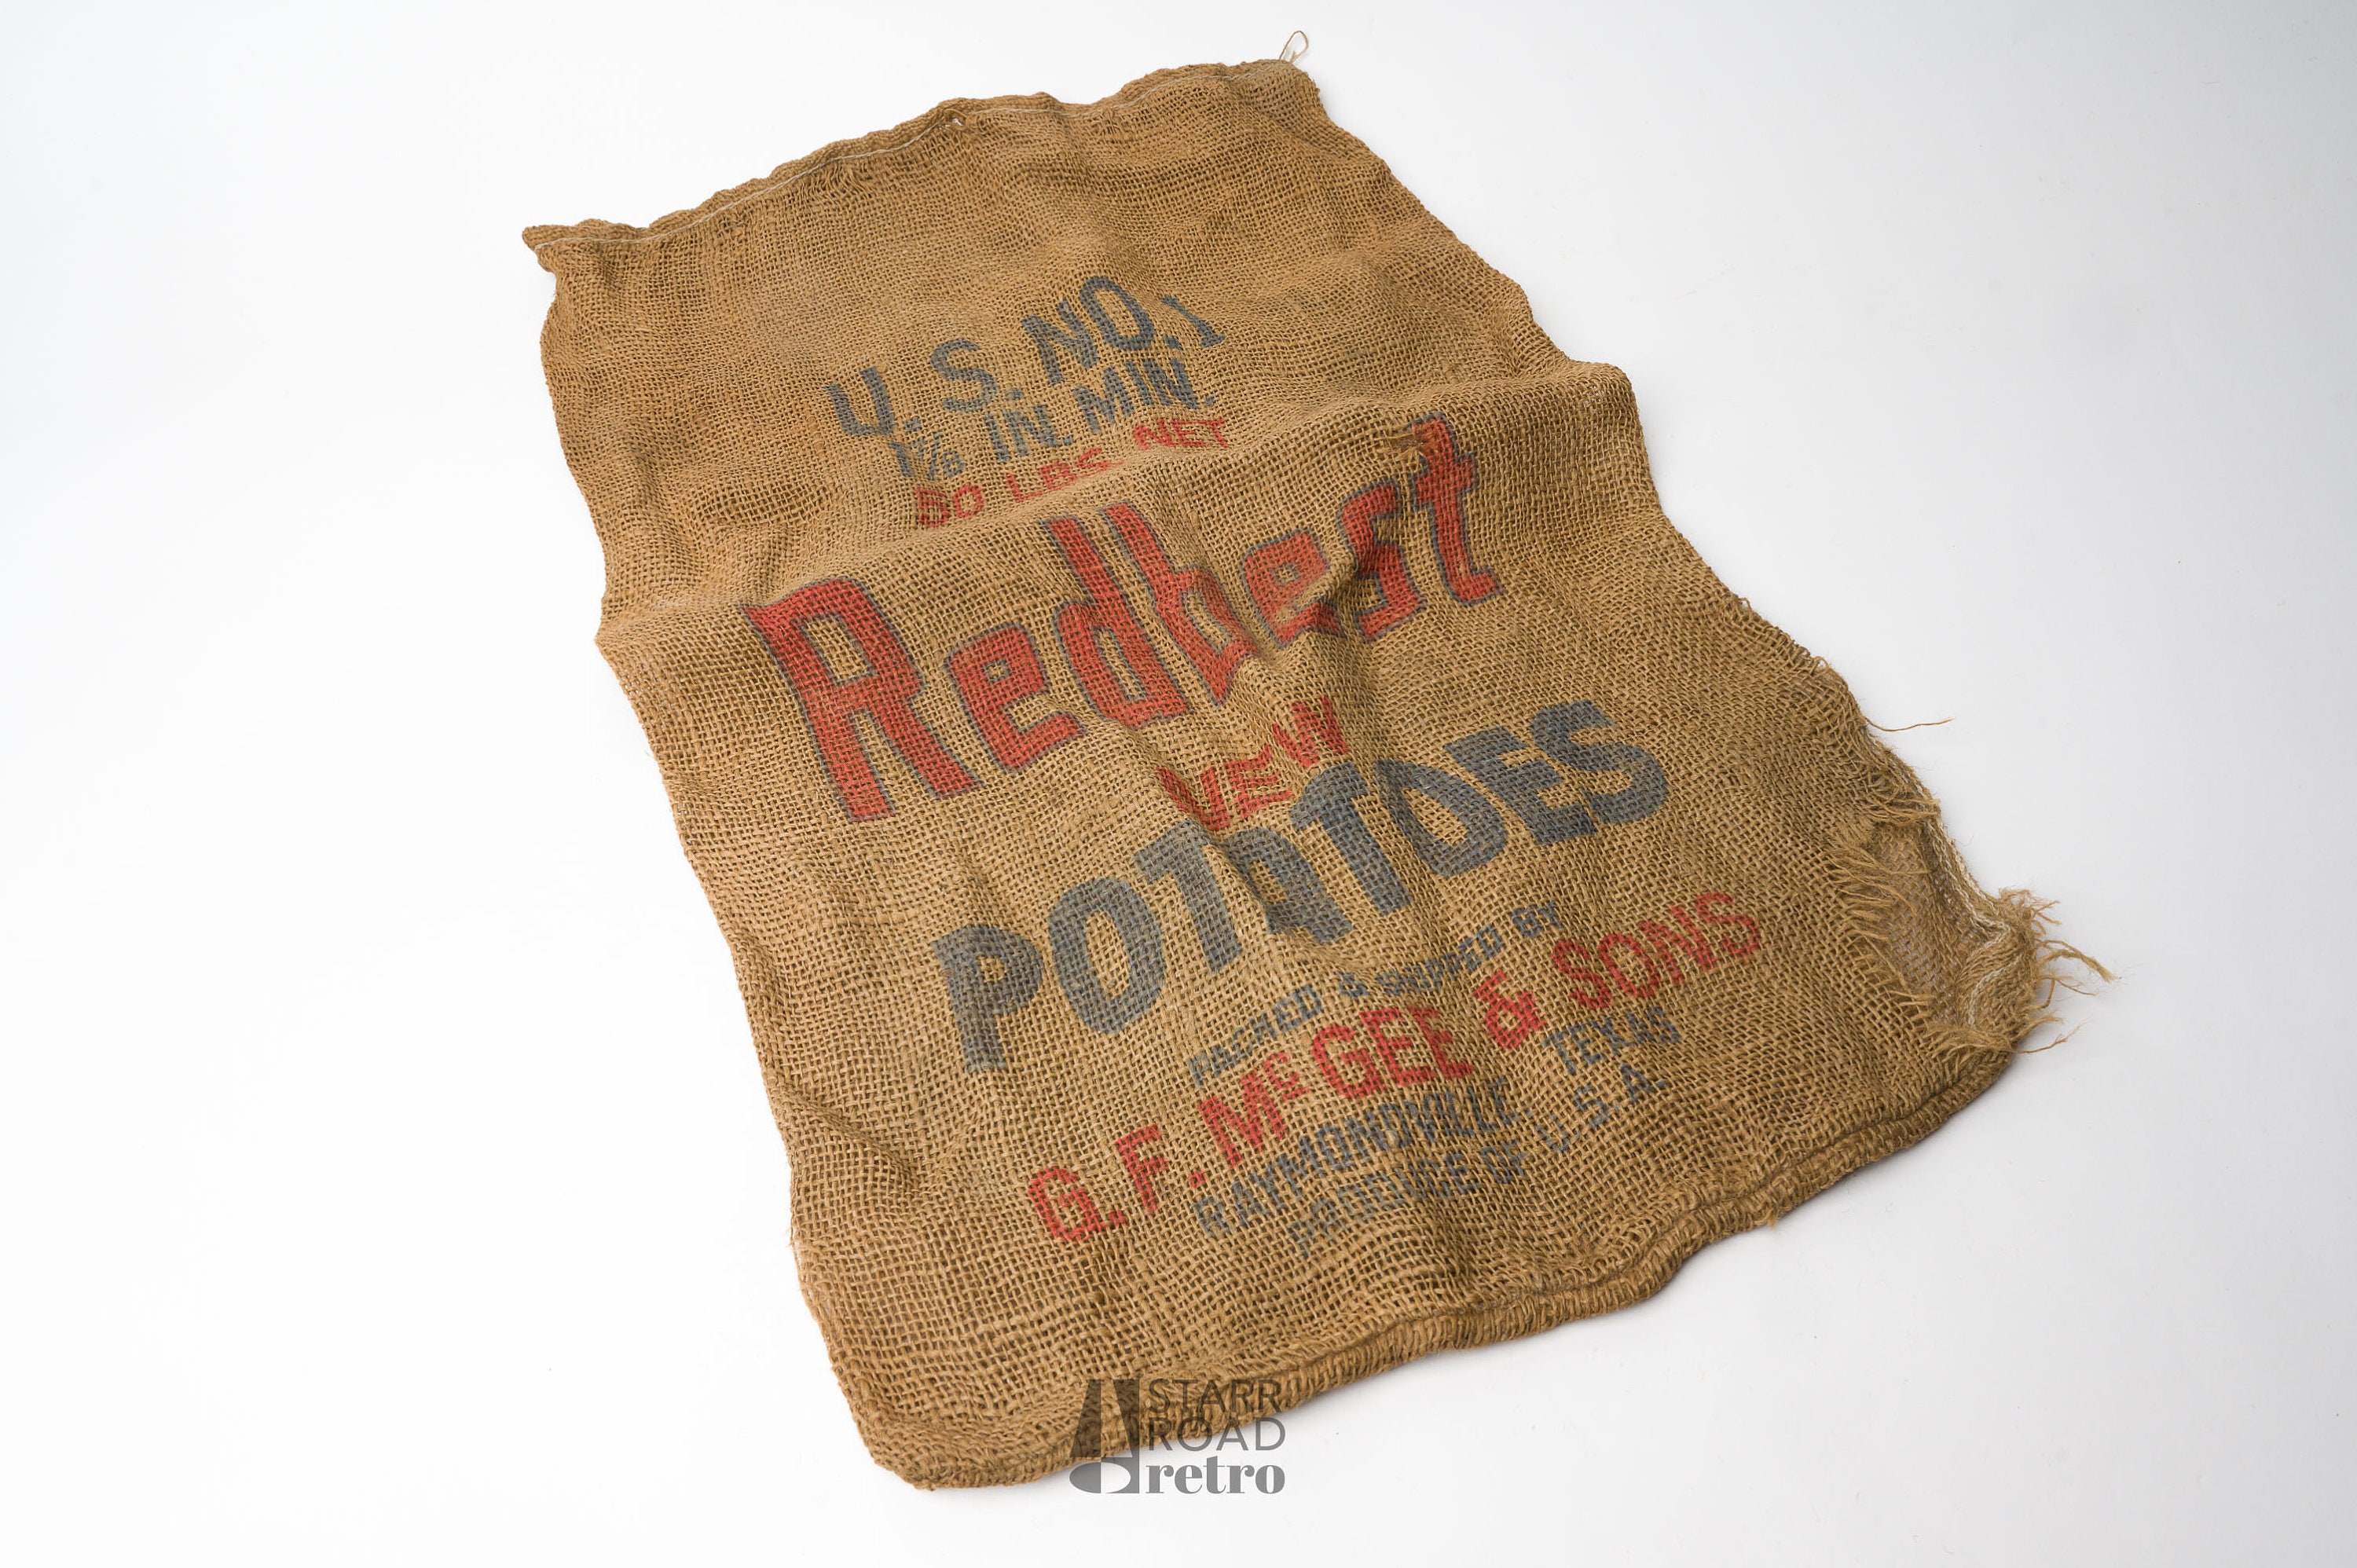 U. S. NO. 1
1⅞ IN. MIN.
50 LBS NET
Redbest
NEW
POTATOES
PACKED & SHIPPED BY
G. F. McGEE & SONS
RAYMONDVILLE, TEXAS
PRODUCE OF U.S.A.
STARR
ROAD
retro